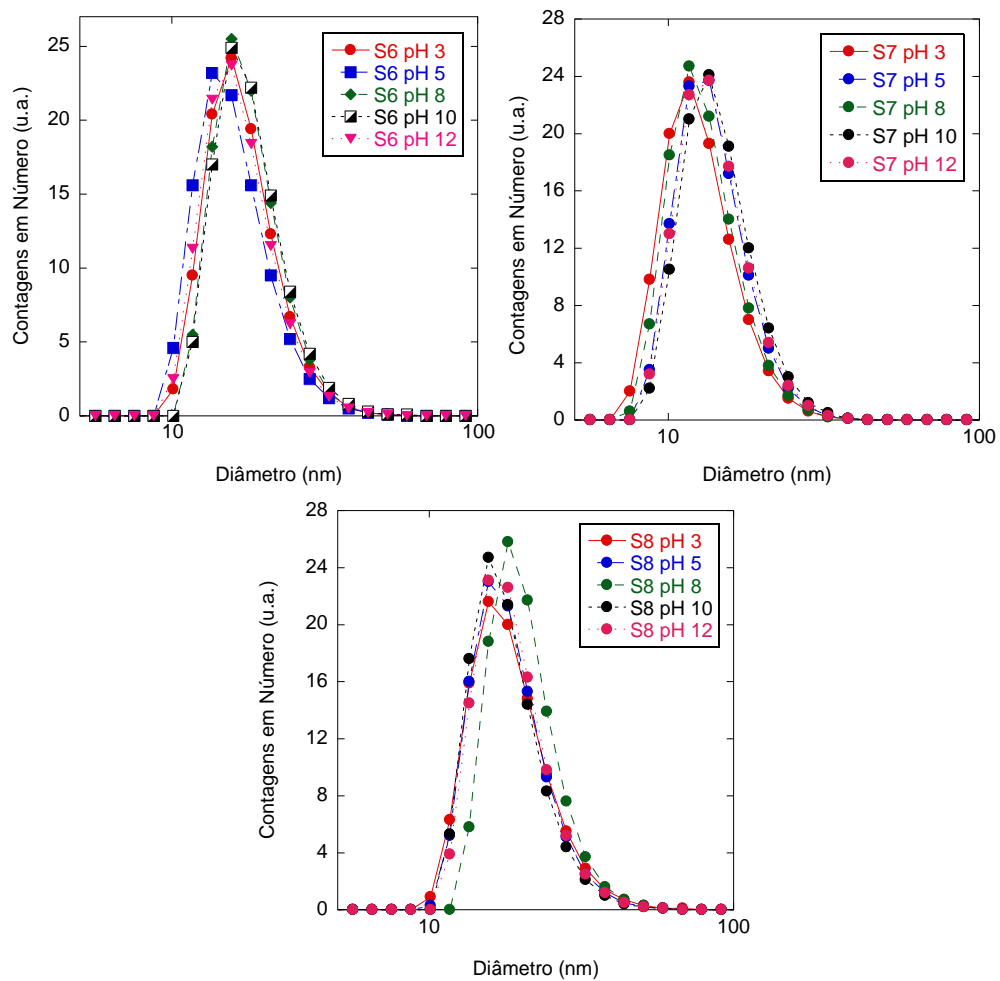 Contagens em Número (u.a.)
25
20
15
10
5
0
10
100
Diâmetro (nm)
S6 pH 3
S6 pH 5
S6 pH 8
S6 pH 10
S6 pH 12
Contagens em Número (u.a.)
28
24
20
16
12
8
4
0
10
100
Diâmetro (nm)
S7 pH 3
S7 pH 5
S7 pH 8
S7 pH 10
S7 pH 12
Contagens em Número (u.a.)
28
24
20
16
12
8
4
0
10
100
Diâmetro (nm)
S8 pH 3
S8 pH 5
S8 pH 8
S8 pH 10
S8 pH 12